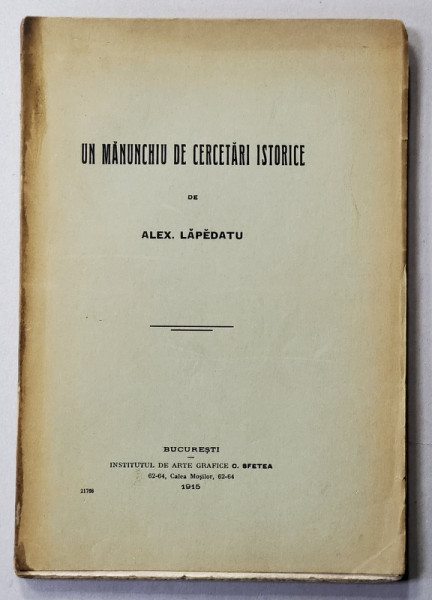 UN MĂNUNCHIU DE CERCETĂRI ISTORICE
DE
ALEX. LĂPĔDATU
BUCUREȘTI
INSTITUTUL DE ARTE GRAFICE C. SFETEA
62-64, Calea Moșilor, 62-64
1915
21768